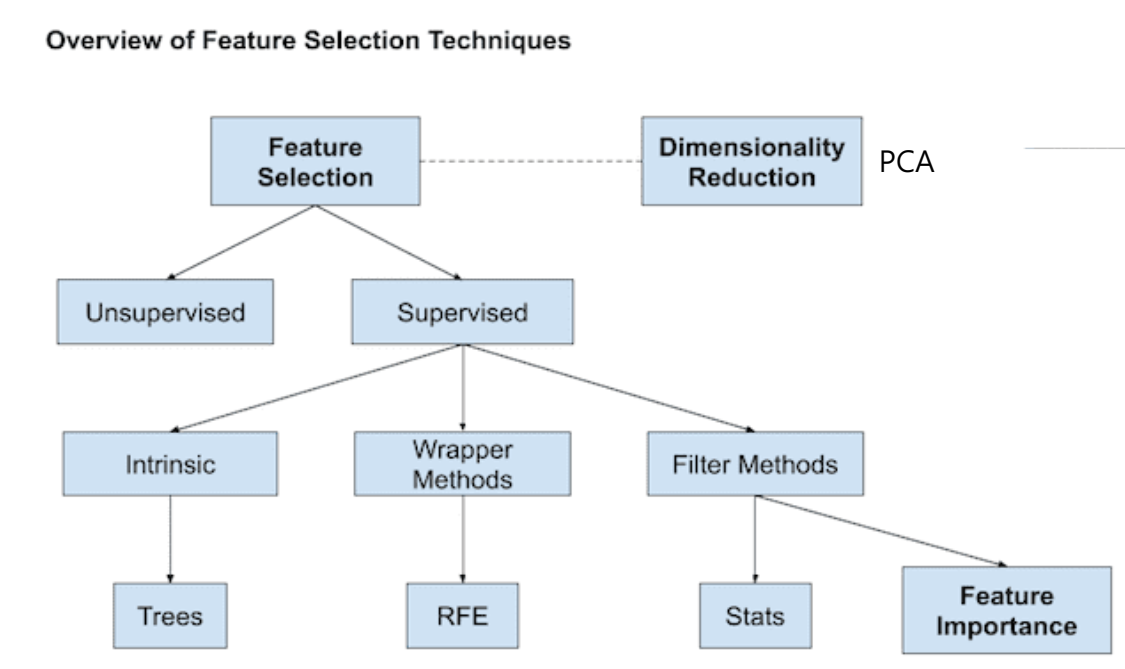 Overview of Feature Selection Techniques
Feature
Selection
Dimensionality
Reduction
PCA
Unsupervised
Supervised
Intrinsic
Wrapper
Methods
Filter Methods
Trees
RFE
Stats
Feature
Importance